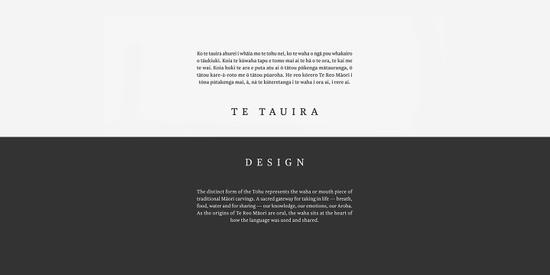 Ko te tauira ahurei i whāia mo te tohu nei, ko te waha o ngā pou whakairo
o tāukiuki. Koia te kūwaha tapu e tomo mai ai te hā o te ora, te kai me
te wai. Koia hoki te ara e puta atu ai ō tātou pūkenga mātauranga, ō
tātou kare-ā-roto me ō tātou pūaroha. He reo kōrero Te Reo Māori i
tōna pūtakenga mai, ā, nā te kōrerotanga i te waha i ora ai, i rere ai.
TE TAUIRA
DESIGN
The distinct form of the Tohu represents the waha or mouth piece of
traditional Māori carvings. A sacred gateway for taking in life — breath,
food, water and for sharing — our knowledge, our emotions, our Aroha.
As the origins of Te Reo Māori are oral, the waha sits at the heart of
how the language was used and shared.